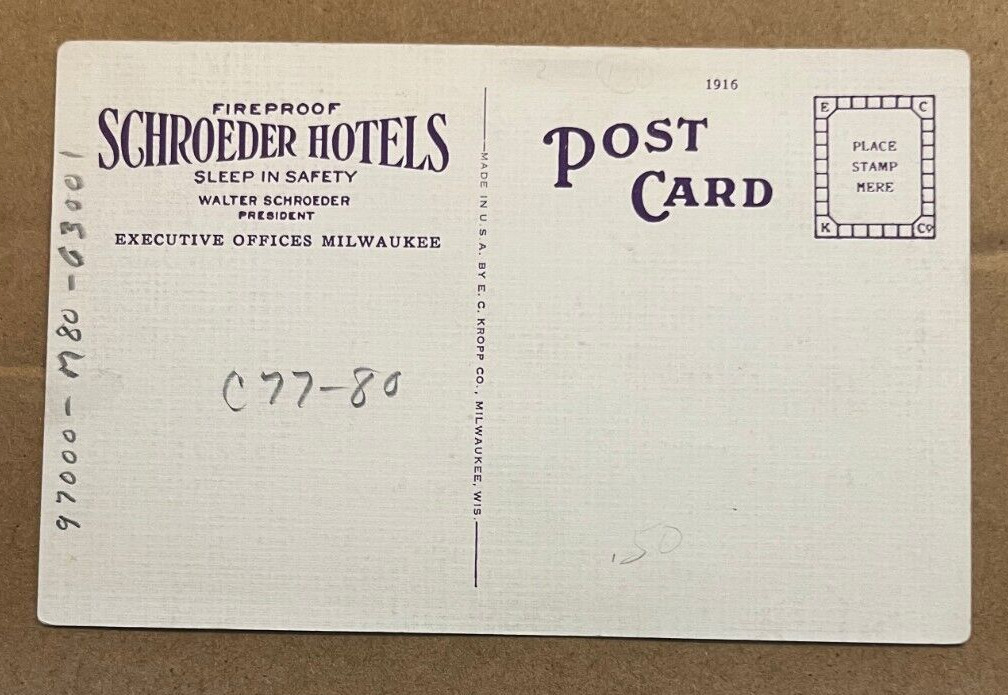 FIREPROOF
SCHROEDER HOTELS
SLEEP IN SAFETY
WALTER SCHROEDER
PRESIDENT
EXECUTIVE OFFICES MILWAUKEE
97000-M80-G3001
C77-80
MADE IN U.S.A. BY E. C. KROPP CO., MILWAUKEE, WIS.
1916
POST
CARD
E C
PLACE
STAMP
HERE
K Co
.50